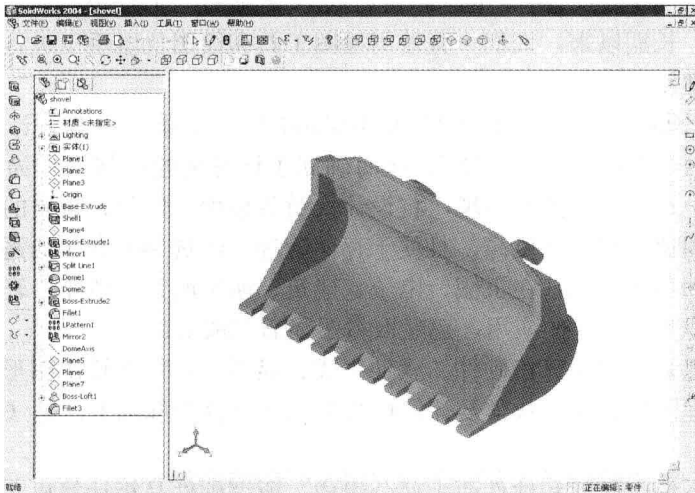 SolidWorks 2004 - [shovel]
文件(F) 编辑(E) 视图(V) 插入(I) 工具(T) 窗口(W) 帮助(H)
shovel
Annotations
材质 <未指定>
Lighting
实体(1)
Plane1
Plane2
Plane3
Origin
Base-Extrude
Shell1
Plane4
Boss-Extrude1
Mirror1
Split Line1
Dome1
Dome2
Boss-Extrude2
Fillet1
LPattern1
Mirror2
DomeAxis
Plane5
Plane6
Plane7
Boss-Loft1
Fillet3
就绪
正在编辑：零件